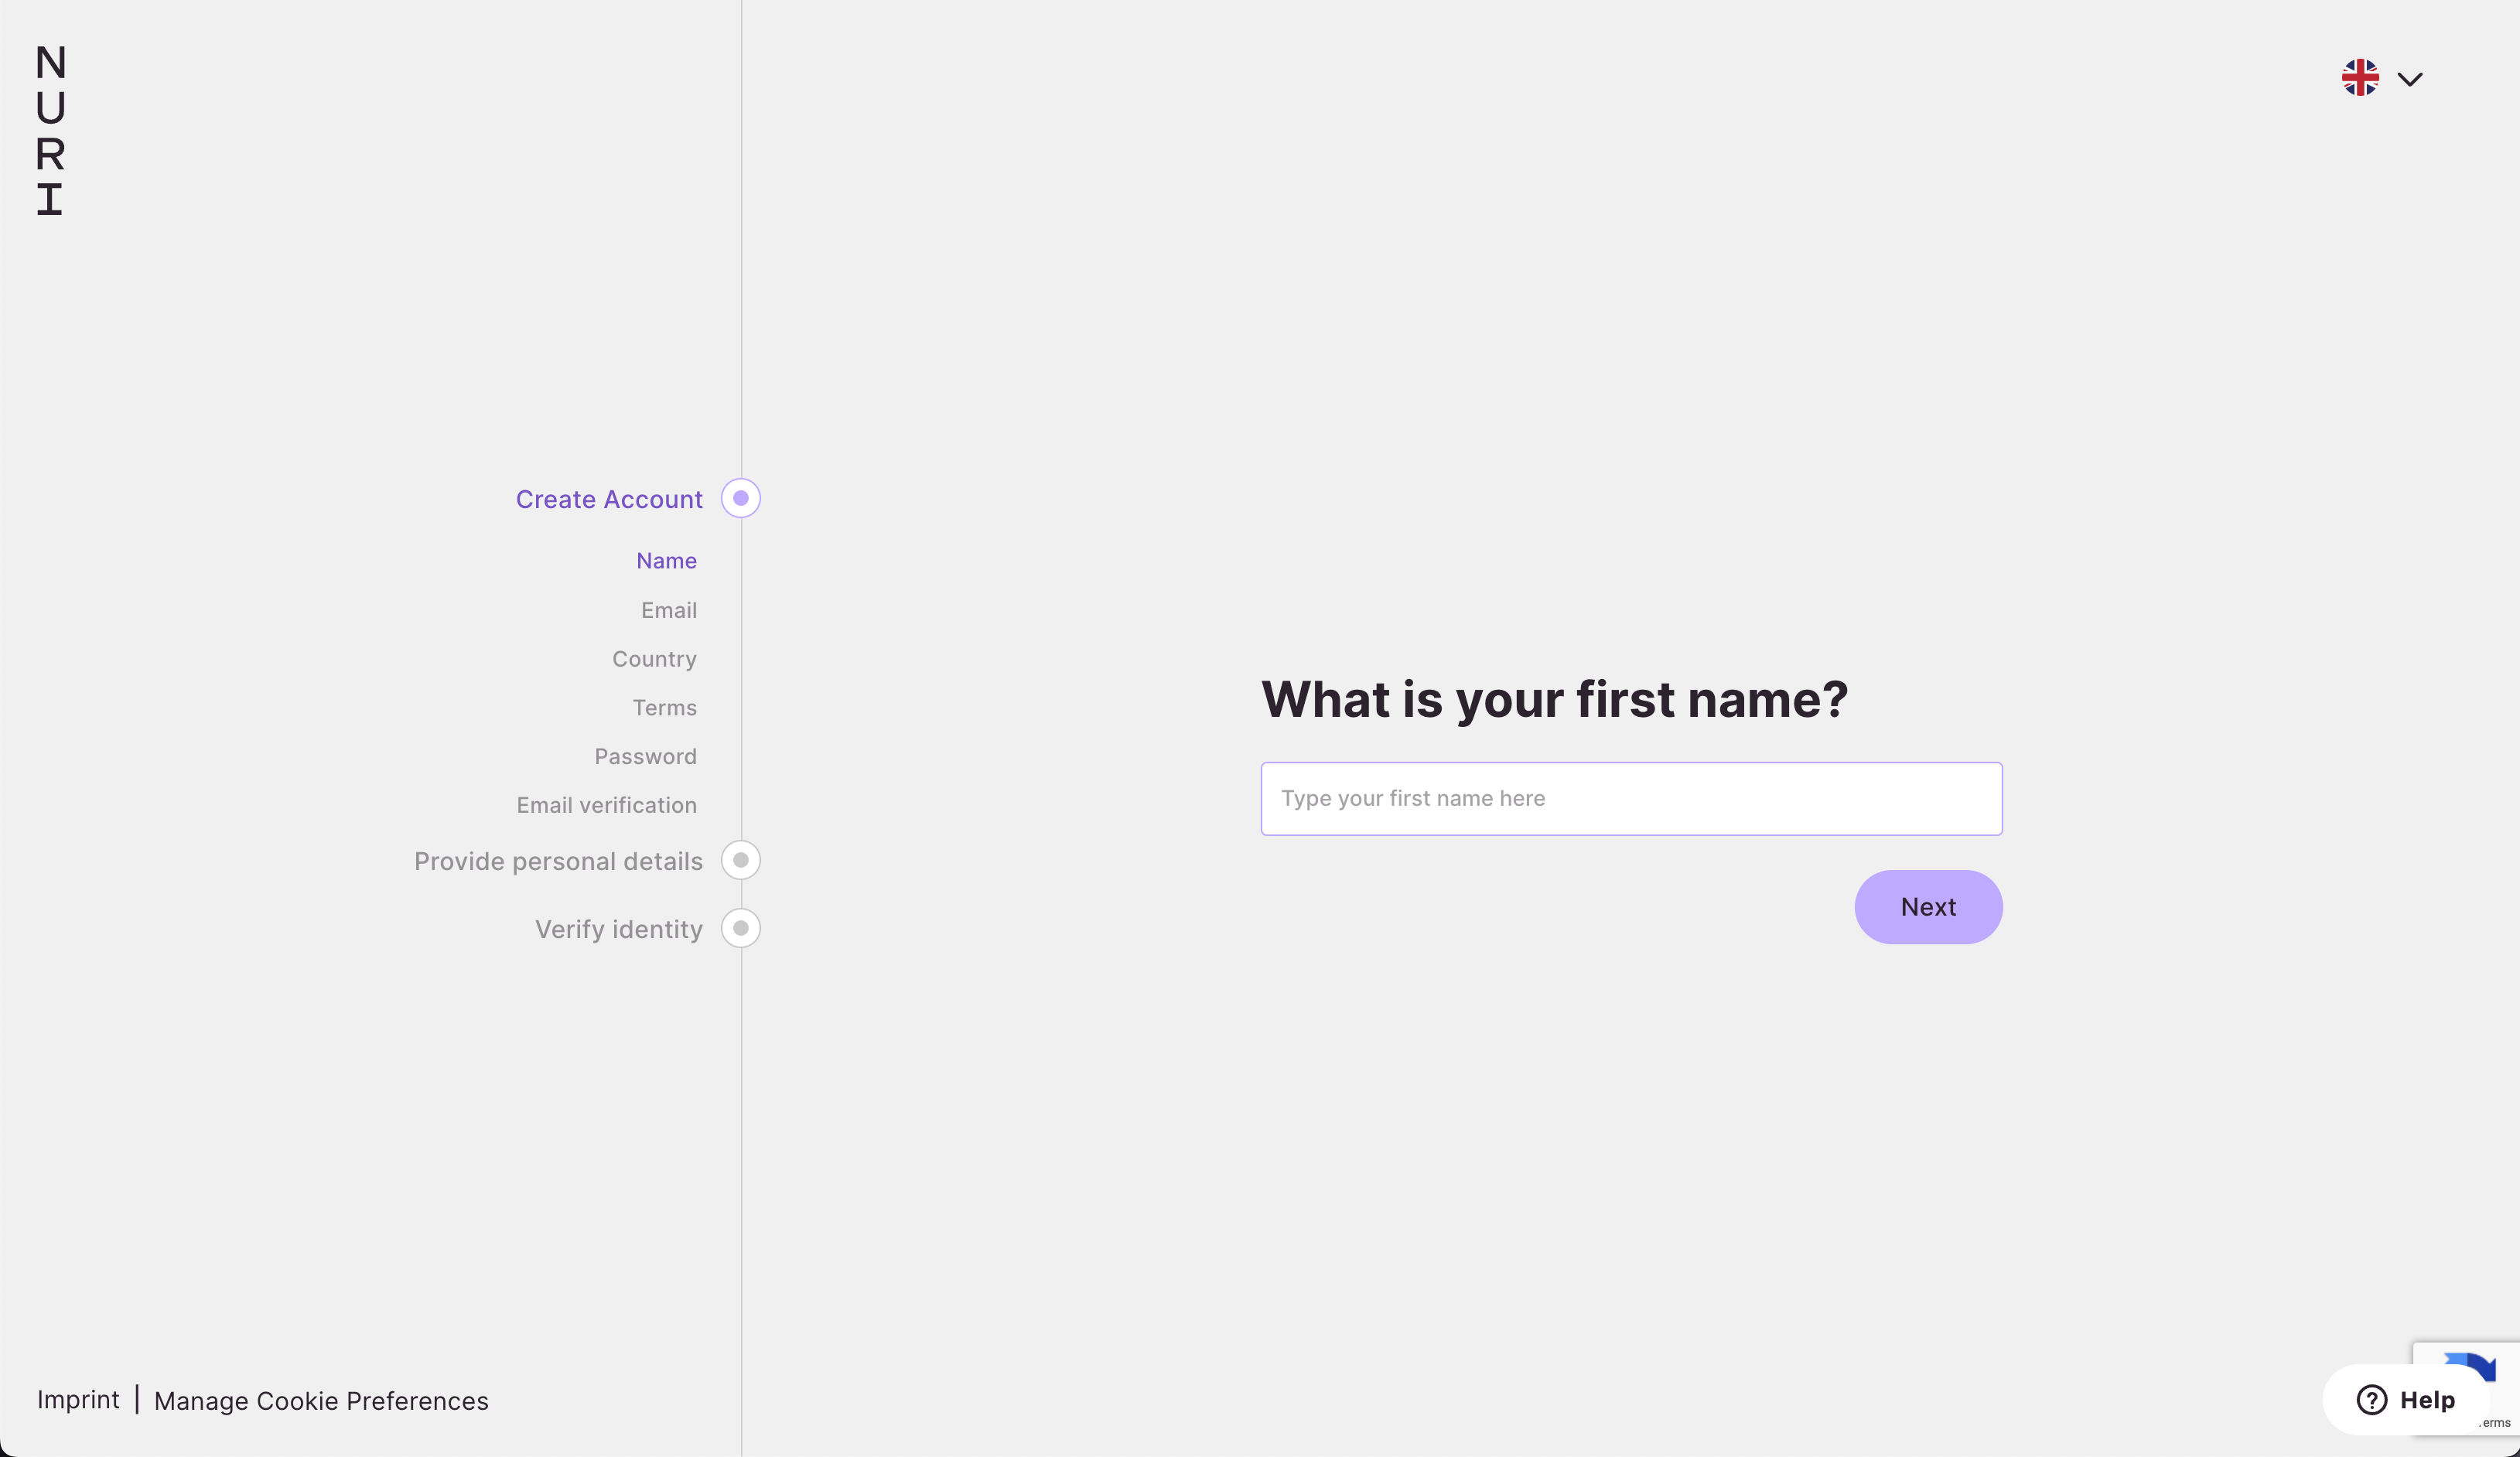 N
U
R
I
Create Account
Name
Email
Country
Terms
Password
Email verification
Provide personal details
Verify identity
What is your first name?
Type your first name here
Next
Imprint | Manage Cookie Preferences
Help